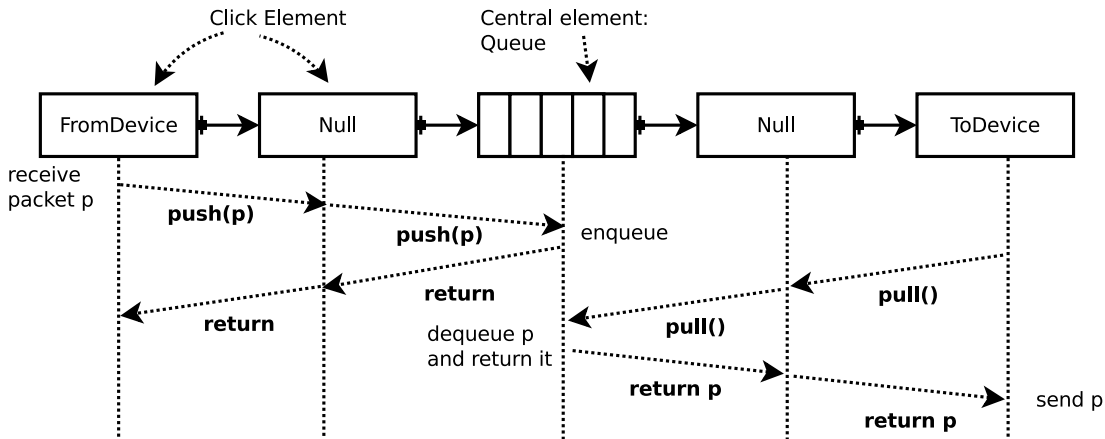 Click Element
Central element:
Queue
FromDevice
Null
Null
ToDevice
receive
packet p
push(p)
push(p)
enqueue
return
return
pull()
pull()
dequeue p
and return it
return p
return p
send p